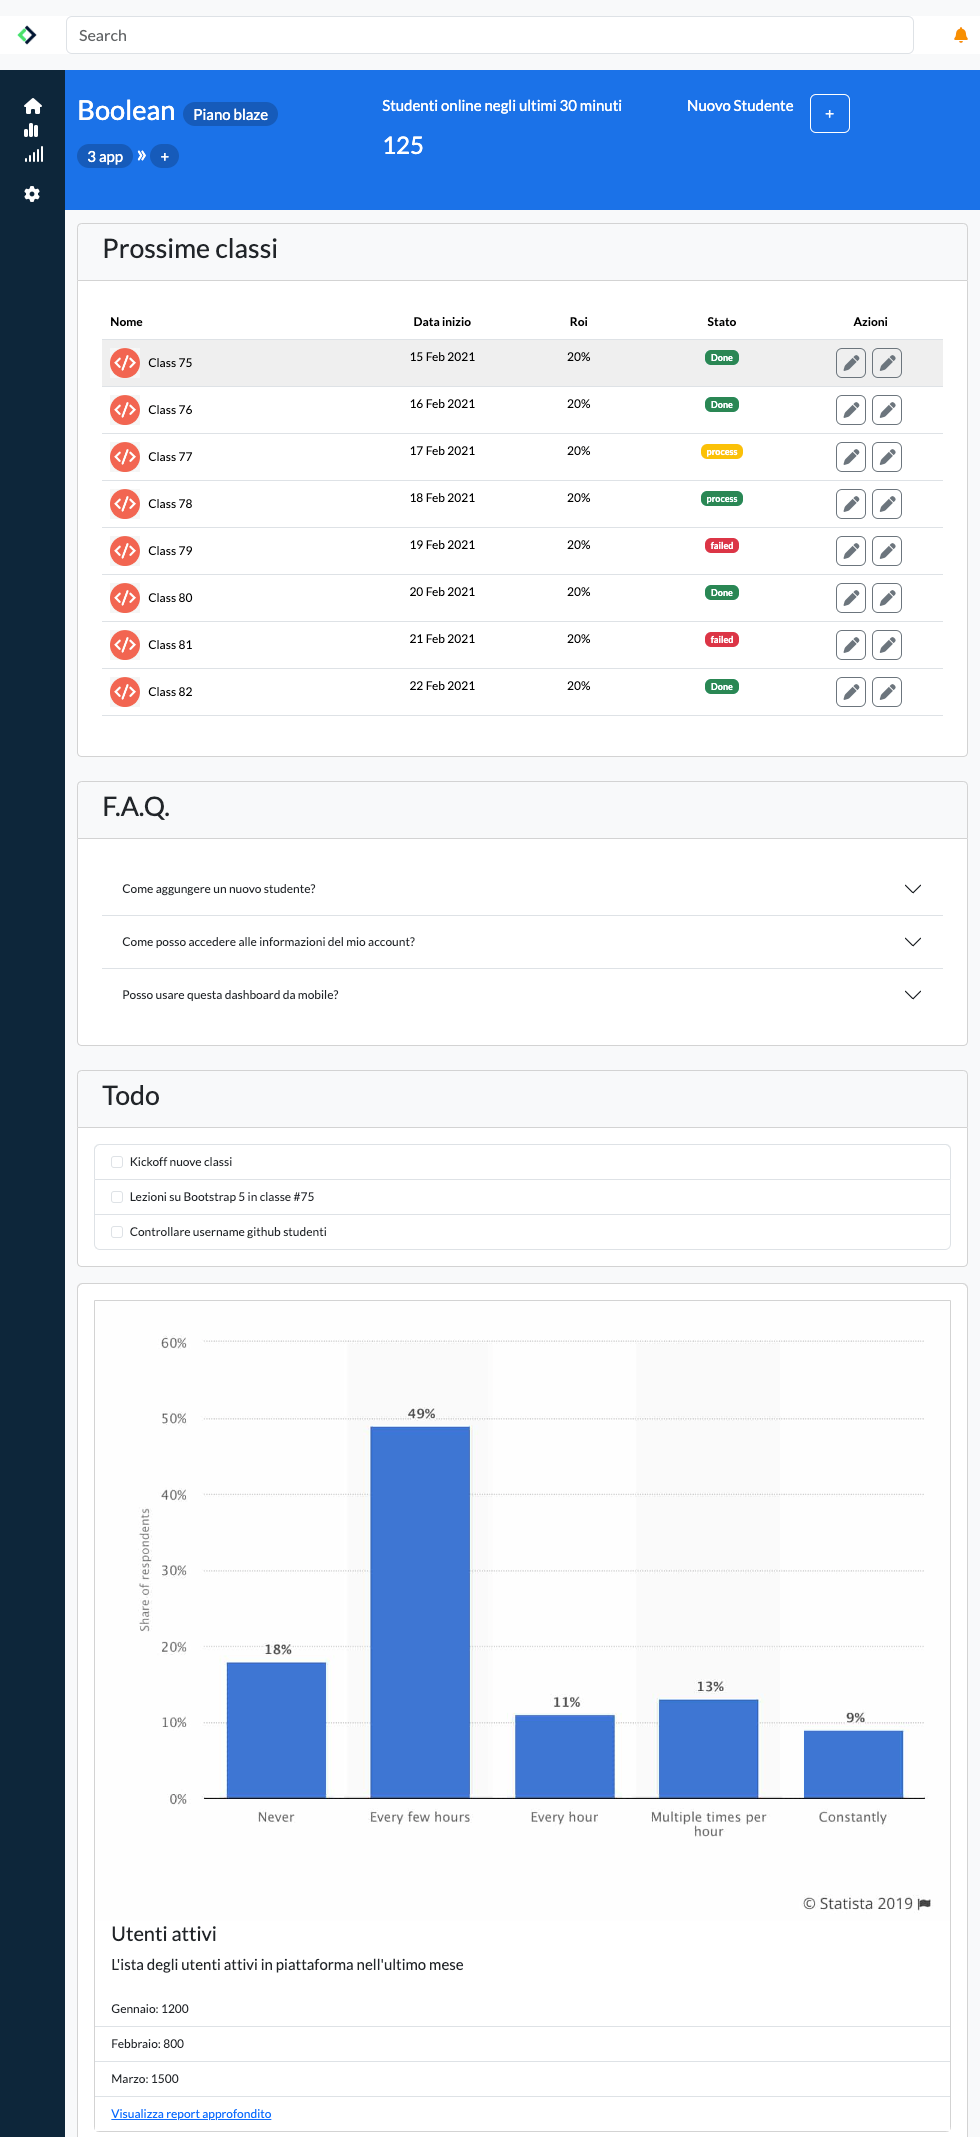 Search
Boolean Piano blaze
3 app » +
Studenti online negli ultimi 30 minuti
125
Nuovo Studente +
Prossime classi
Nome Data inizio Roi Stato Azioni
Class 75 15 Feb 2021 20% Done
Class 76 16 Feb 2021 20% Done
Class 77 17 Feb 2021 20% process
Class 78 18 Feb 2021 20% process
Class 79 19 Feb 2021 20% failed
Class 80 20 Feb 2021 20% Done
Class 81 21 Feb 2021 20% failed
Class 82 22 Feb 2021 20% Done
F.A.Q.
Come aggungere un nuovo studente?
Come posso accedere alle informazioni del mio account?
Posso usare questa dashboard da mobile?
Todo
Kickoff nuove classi
Lezioni su Bootstrap 5 in classe #75
Controllare username github studenti
Share of respondents
60%
50%
40%
30%
20%
10%
0%
18%
49%
11%
13%
9%
Never
Every few hours
Every hour
Multiple times per
hour
Constantly
© Statista 2019
Utenti attivi
L'ista degli utenti attivi in piattaforma nell'ultimo mese
Gennaio: 1200
Febbraio: 800
Marzo: 1500
Visualizza report approfondito